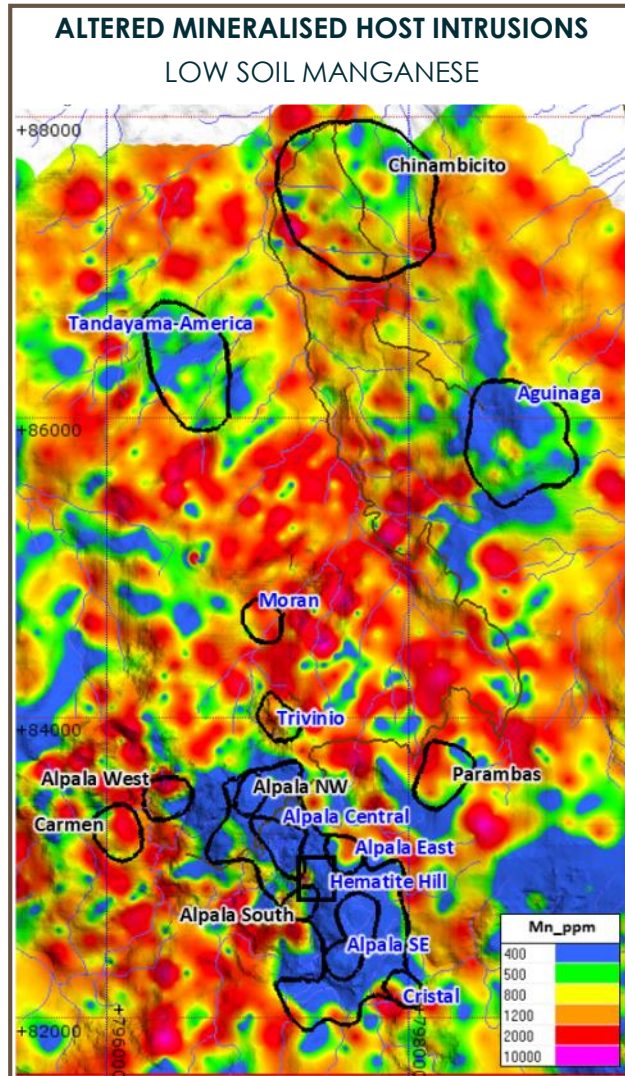 ALTERED MINERALISED HOST INTRUSIONS
LOW SOIL MANGANESE
+88000
Chinambicito
Tandayama-America
Aguinaga
+86000
Moran
Trivinio
+84000
Alpala West
Alpala NW
Parambas
Carmen
Alpala Central
Alpala East
Hematite Hill
Alpala South
Alpala SE
Cristal
+82000
+796000
+798000
Mn_ppm
400
500
800
1200
2000
10000